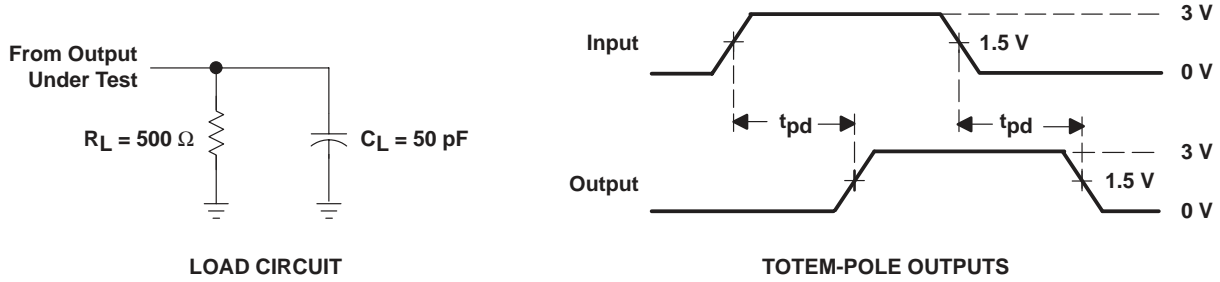 From Output
Under Test
RL = 500 Ω
CL = 50 pF
LOAD CIRCUIT
Input
3 V
1.5 V
0 V
tpd
tpd
Output
3 V
1.5 V
0 V
TOTEM-POLE OUTPUTS